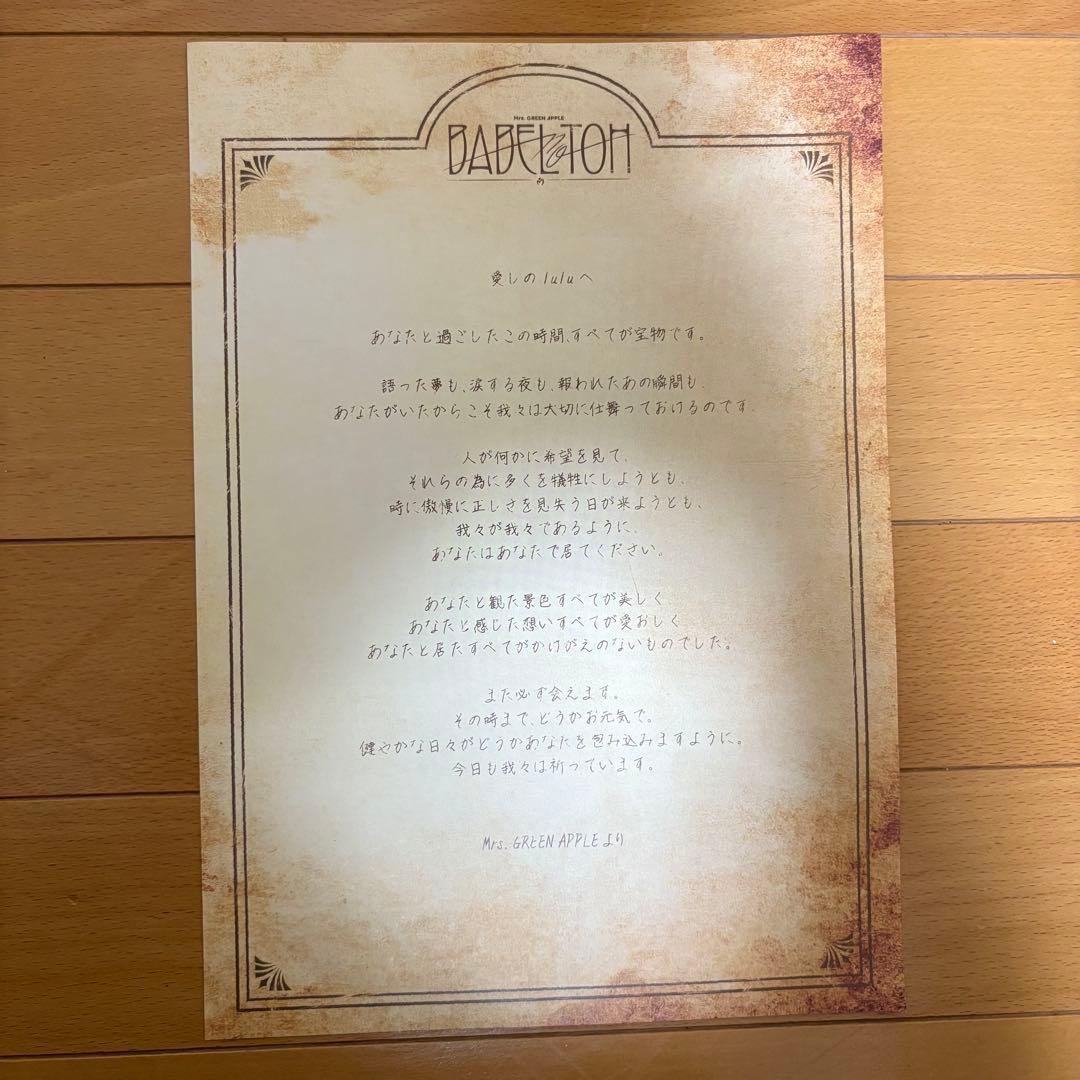 Mrs. GREEN APPLE
BABEL no TOH
愛しのluluへ
あなたと過ごしたこの時間、すべてが宝物です。
語った夢も、涙する夜も、報われたあの瞬間も、
あなたがいたからこそ我々は大切に仕舞っておけるのです。
人が何かに希望を見て、
それらの為に多くを犠牲にしようとも、
時に傲慢に正しさを見失う日が来ようとも、
我々が我々であるように、
あなたはあなたで居てください。
あなたと観た景色すべてが美しく
あなたと感じた想いすべてが愛おしく
あなたと居たすべてがかけがえのないものでした。
また必ず会えます。
その時まで、どうかお元気で。
健やかな日々がどうかあなたを包み込みますように。
今日も我々は祈っています。
Mrs. GREEN APPLEより